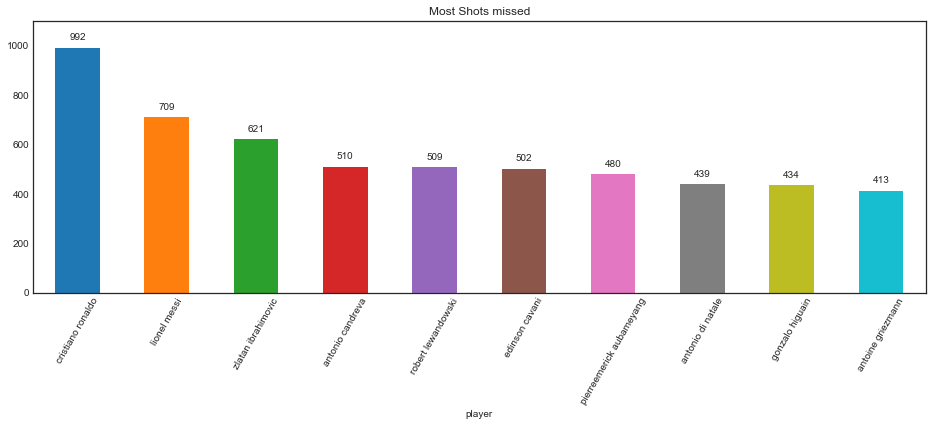 Most Shots missed
1000
800
600
400
200
0
992
709
621
510
509
502
480
439
434
413
cristiano ronaldo
lionel messi
zlatan ibrahimovic
antonio candreva
robert lewandowski
edinson cavani
pierreemerick aubameyang
antonio di natale
gonzalo higuain
antoine griezmann
player